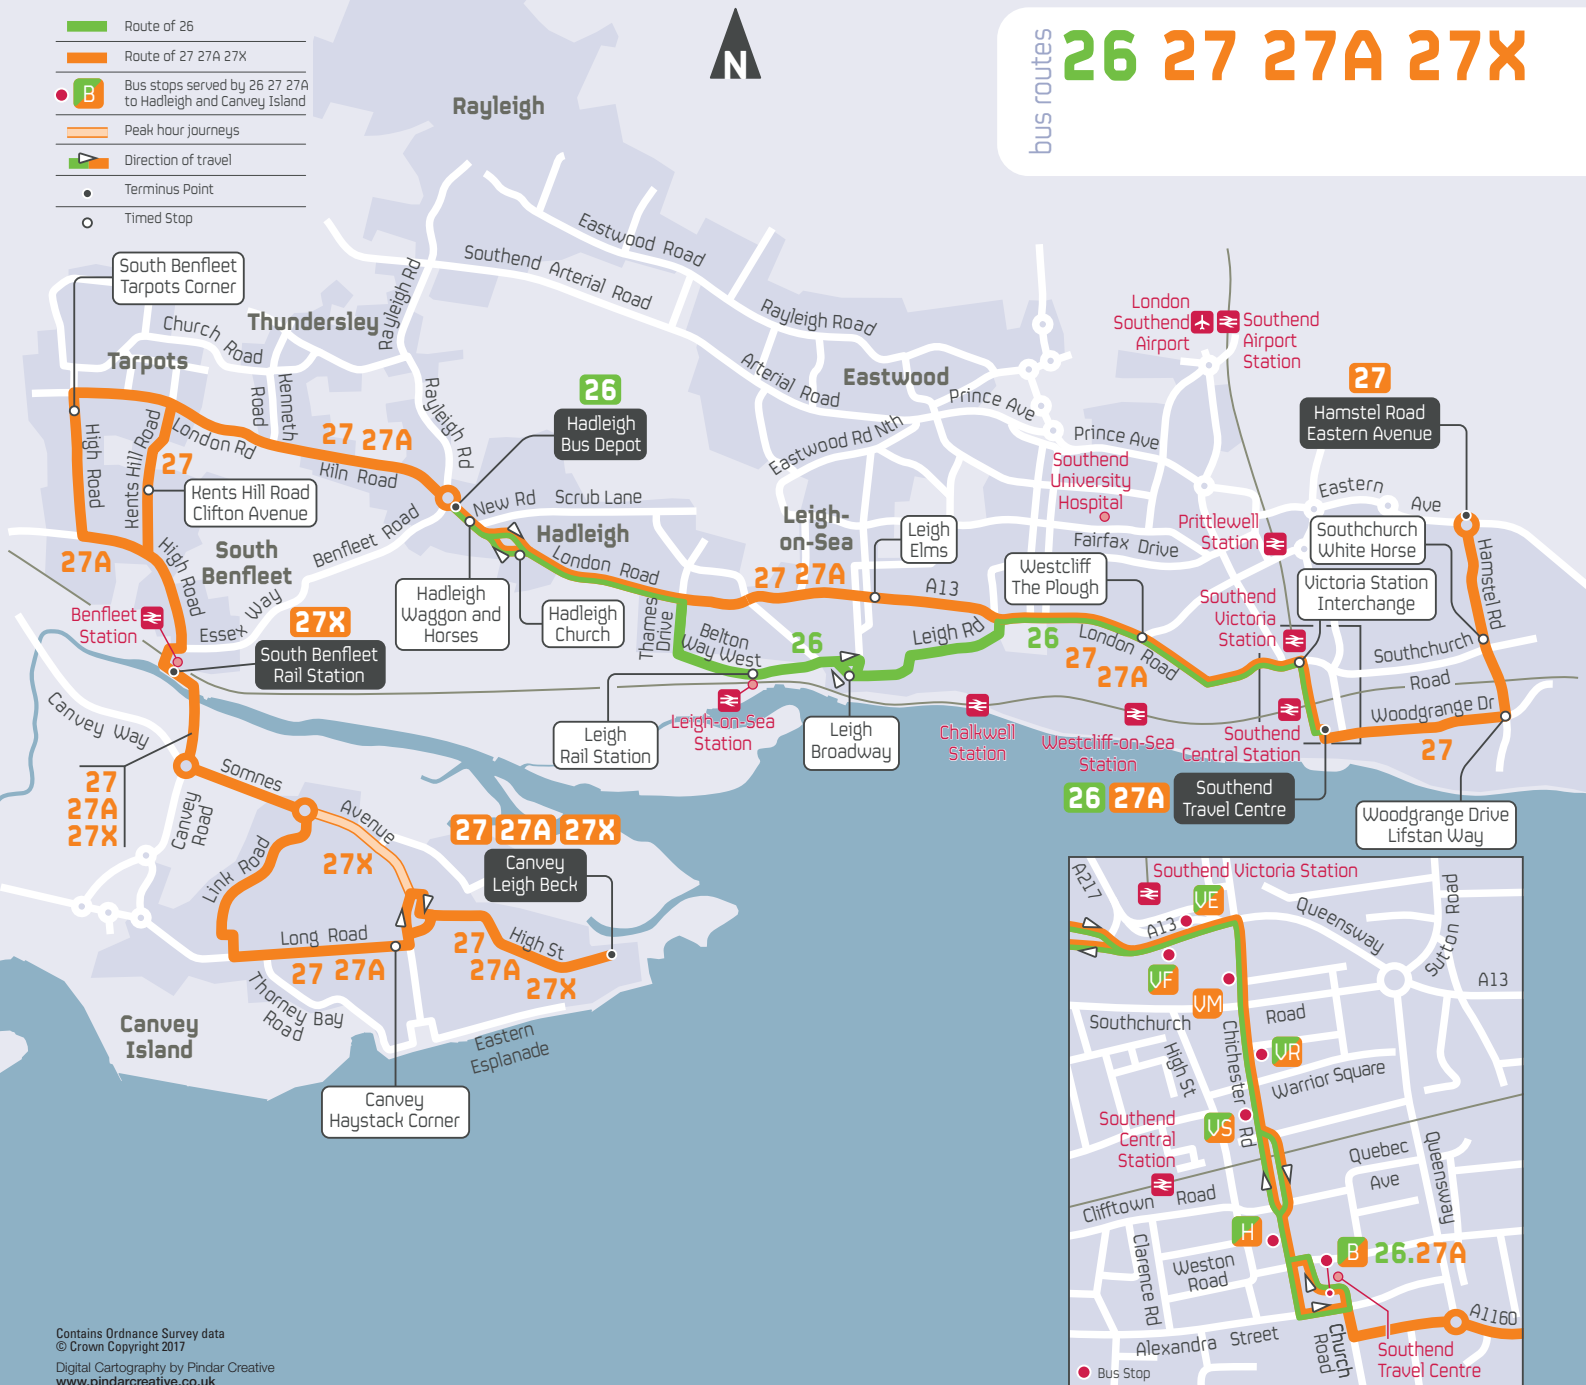 Route of 26
Route of 27 27A 27X
B
Bus stops served by 26 27 27A
to Hadleigh and Canvey Island
Peak hour journeys
Direction of travel
Terminus Point
Timed Stop
N
bus routes
26 27 27A 27X
Rayleigh
Eastwood Road
Southend Arterial Road
Rayleigh Rd
Rayleigh Road
Arterial Road
Eastwood
Prince Ave
Prince Ave
Eastwood Rd Nth
London
Southend
Airport
Southend
Airport
Station
South Benfleet
Tarpots Corner
Church Road
Thundersley
Tarpots
Kenneth
Road
Rayleigh Rd
High Road
Kents Hill Road
London Rd
27
27 27A
Kiln Road
Kents Hill Road
Clifton Avenue
27A
High Road
South
Benfleet
Benfleet Road
Essex Way
Benfleet
Station
27X
South Benfleet
Rail Station
26
Hadleigh
Bus Depot
New Rd
Scrub Lane
Hadleigh
London Road
Hadleigh
Waggon and
Horses
Hadleigh
Church
Thames
Drive
Belton
Way West
26
Leigh-
on-Sea
27 27A
Leigh
Elms
A13
Leigh Rd
Leigh
Rail Station
Leigh-on-Sea
Station
Leigh
Broadway
Chalkwell
Station
Westcliff-on-Sea
Station
Southend
University
Hospital
Fairfax Drive
Westcliff
The Plough
26
London Road
27
27A
Prittlewell
Station
Southend
Victoria
Station
Victoria Station
Interchange
Southchurch
White Horse
27
Hamstel Road
Eastern Avenue
Eastern
Ave
Hamstel Rd
Southchurch
Road
Woodgrange Dr
27
Southend
Central Station
26 27A
Southend
Travel Centre
Woodgrange Drive
Lifstan Way
Canvey Way
27
27A
27X
Somnes
Avenue
Canvey
Road
Link Road
27X
27 27A 27X
Canvey
Leigh Beck
Long Road
27 27A
High St
27
27A
27X
Thorney Bay
Road
Canvey
Island
Eastern
Esplanade
Canvey
Haystack Corner
Southend Victoria Station
A217
A13
VE
VF
VM
Queensway
Sutton Road
A13
Southchurch
Road
High St
Chichester
Rd
VR
Warrior Square
VS
Southend
Central
Station
Clifftown Road
Quebec
Ave
Queensway
H
B
26.27A
Clarence Rd
Weston
Road
Alexandra Street
Church
Road
A1160
Southend
Travel Centre
Bus Stop
Contains Ordnance Survey data
© Crown Copyright 2017
Digital Cartography by Pindar Creative
www.pindarcreative.co.uk